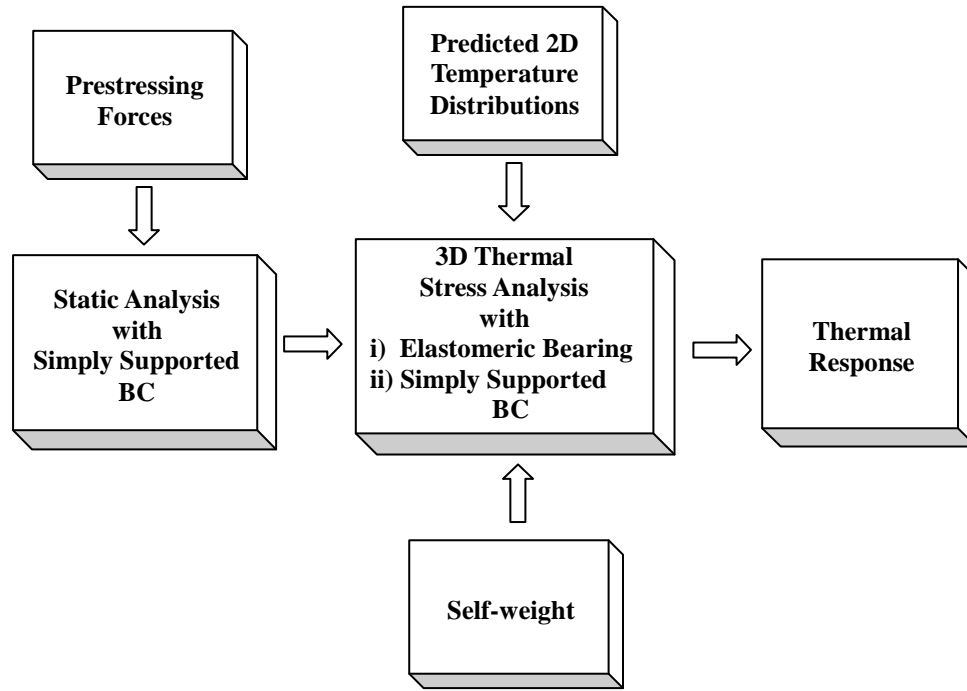 Prestressing
Forces
Predicted 2D
Temperature
Distributions
Static Analysis
with
Simply Supported
BC
3D Thermal
Stress Analysis
with
i) Elastomeric Bearing
ii) Simply Supported
BC
Thermal
Response
Self-weight